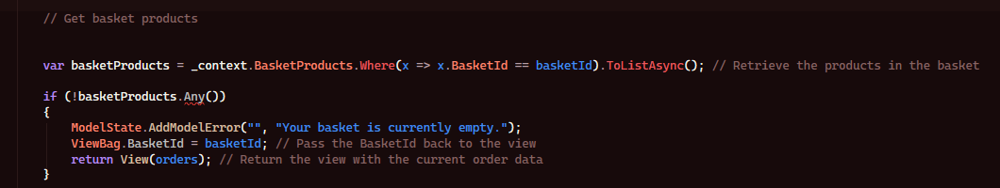 // Get basket products
var basketProducts = _context.BasketProducts.Where(x => x.BasketId == basketId).ToListAsync(); // Retrieve the products in the basket
if (!basketProducts.Any())
{
ModelState.AddModelError("", "Your basket is currently empty.");
ViewBag.BasketId = basketId; // Pass the BasketId back to the view
return View(orders); // Return the view with the current order data
}